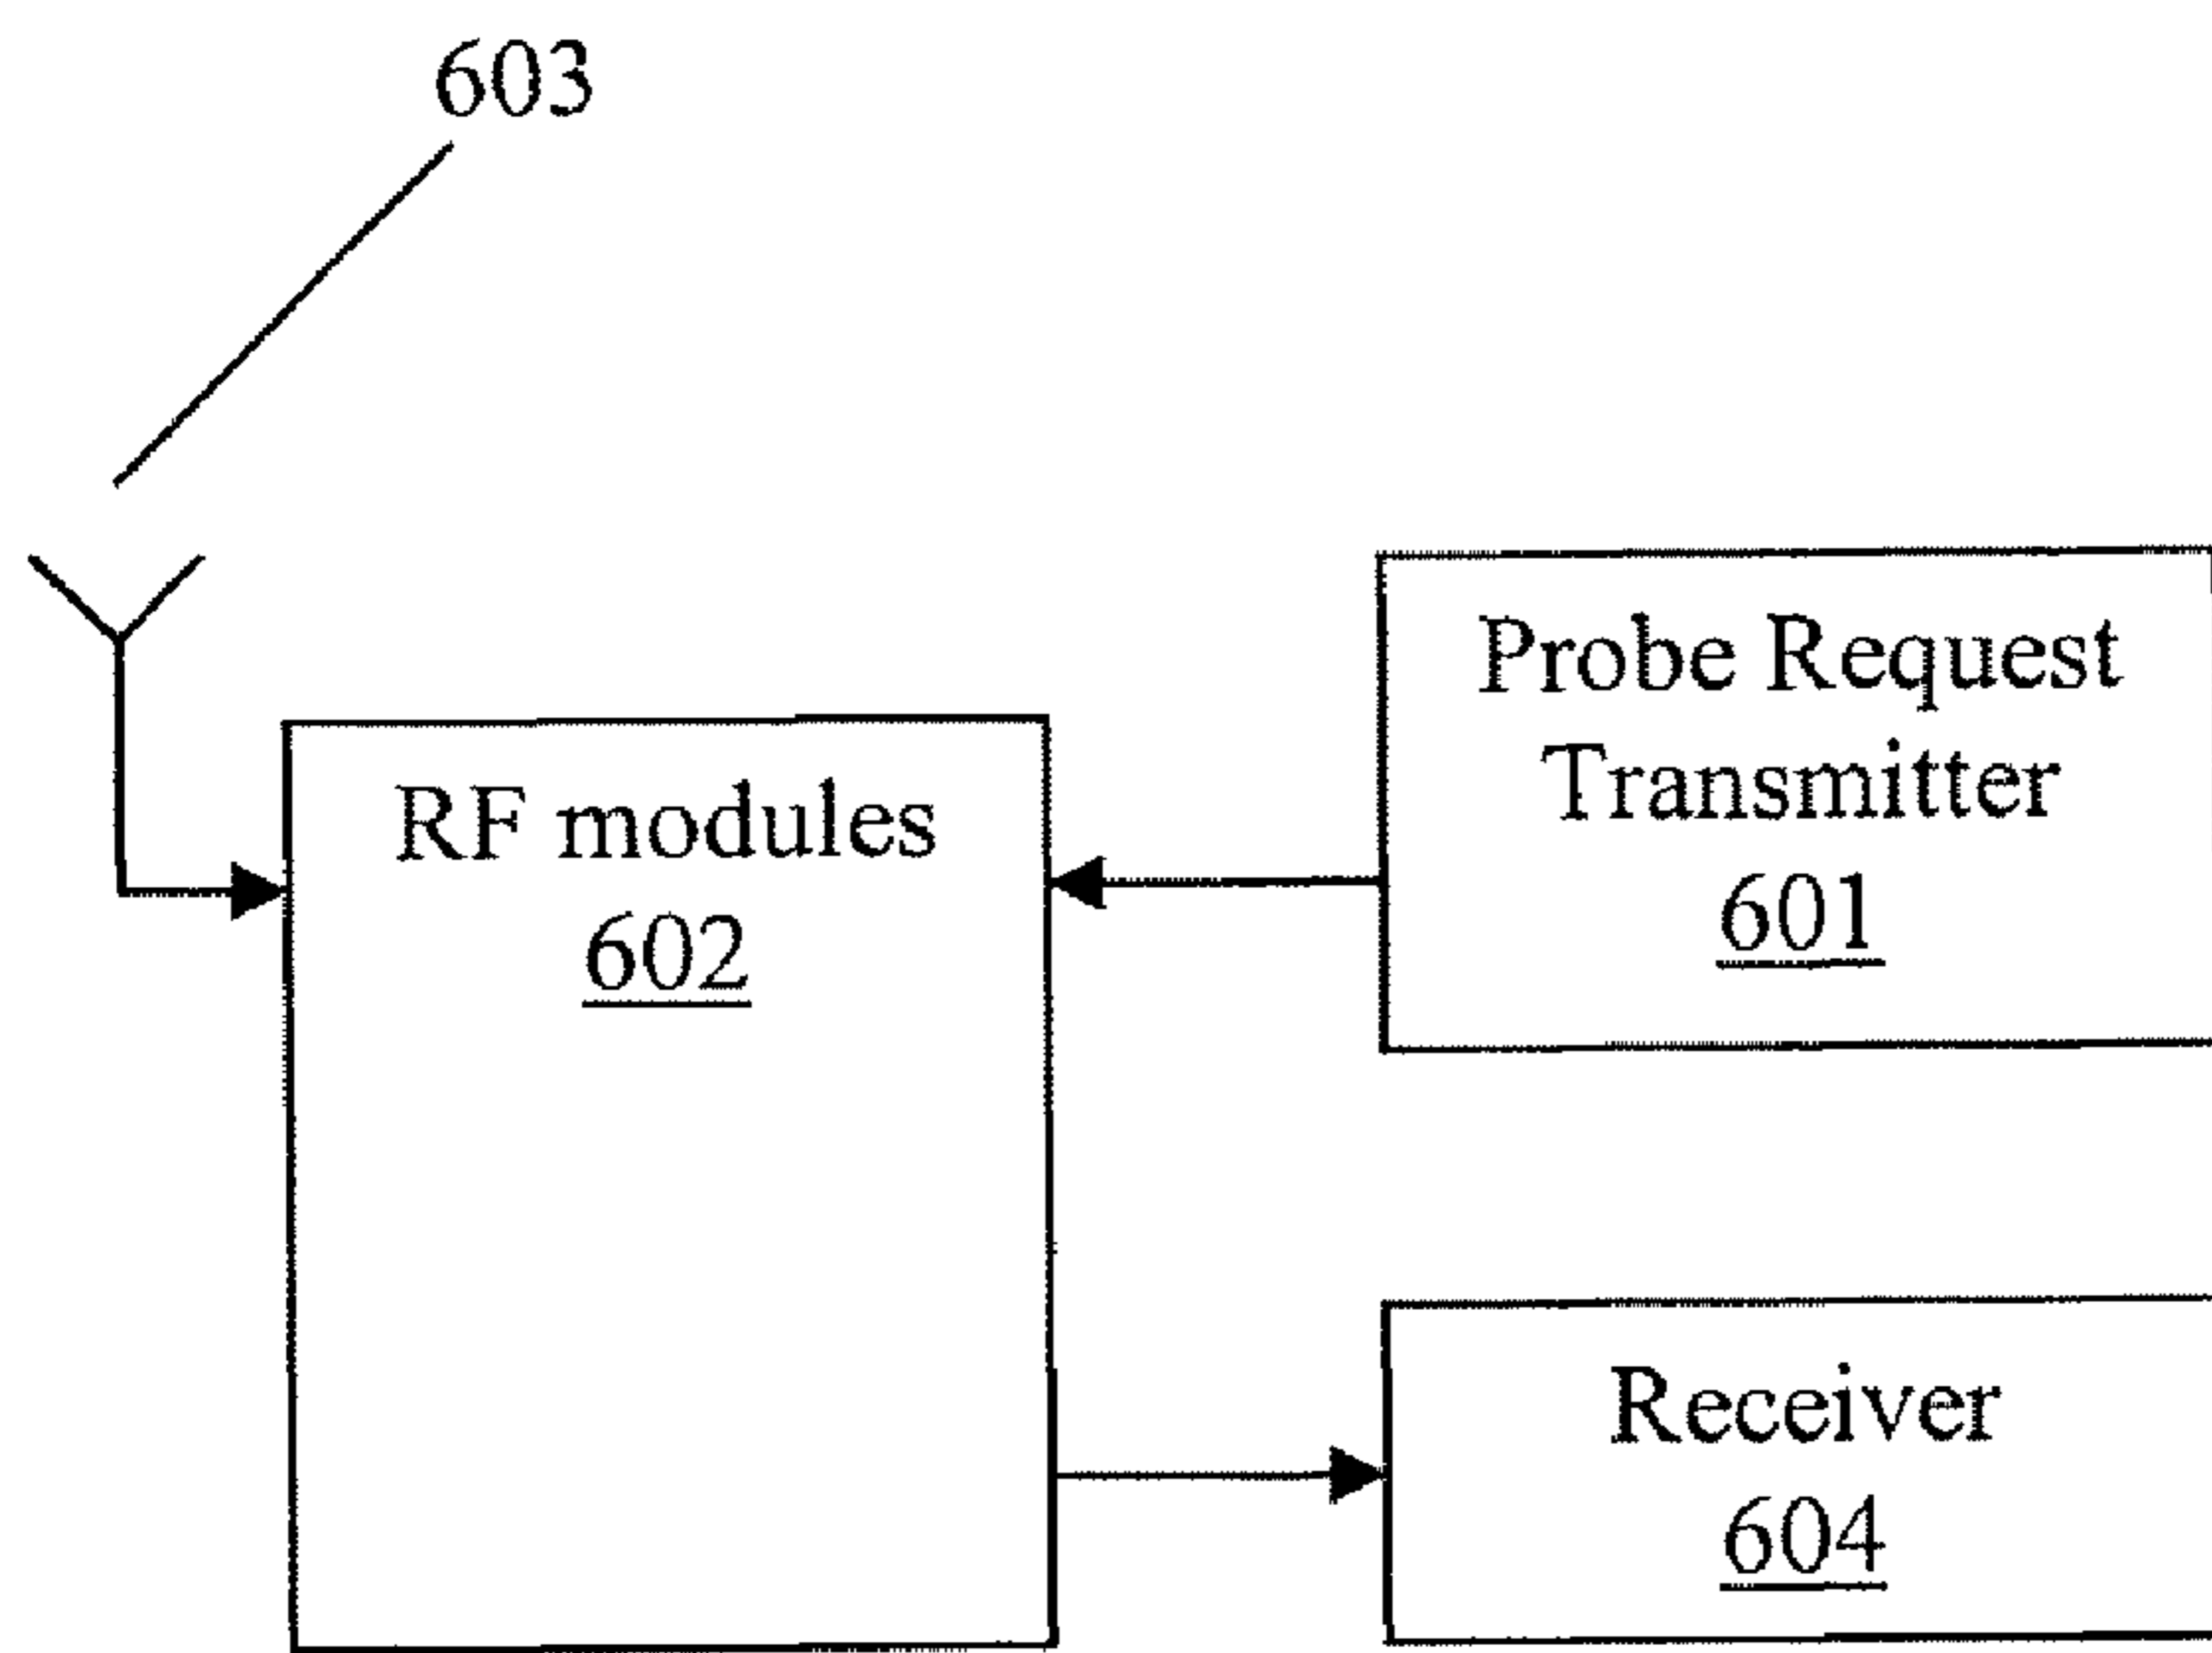 603
Probe Request
Transmitter
601
RF modules
602
Receiver
604